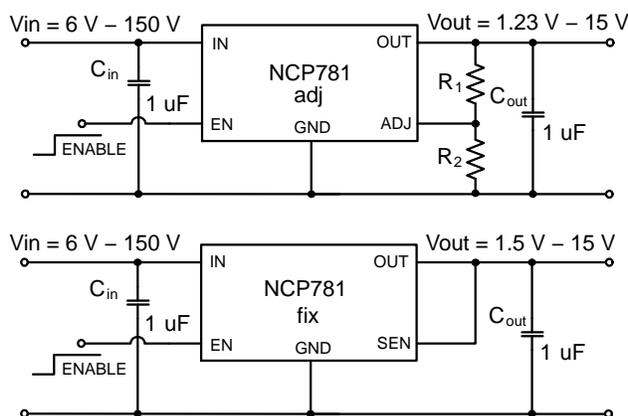 Vin = 6 V – 150 V
Vout = 1.23 V – 15 V
IN
OUT
NCP781
adj
Cin
1 uF
R1
Cout
1 uF
EN
GND
ADJ
ENABLE
R2
Vin = 6 V – 150 V
Vout = 1.5 V – 15 V
IN
OUT
NCP781
fix
Cin
1 uF
Cout
1 uF
EN
GND
SEN
ENABLE